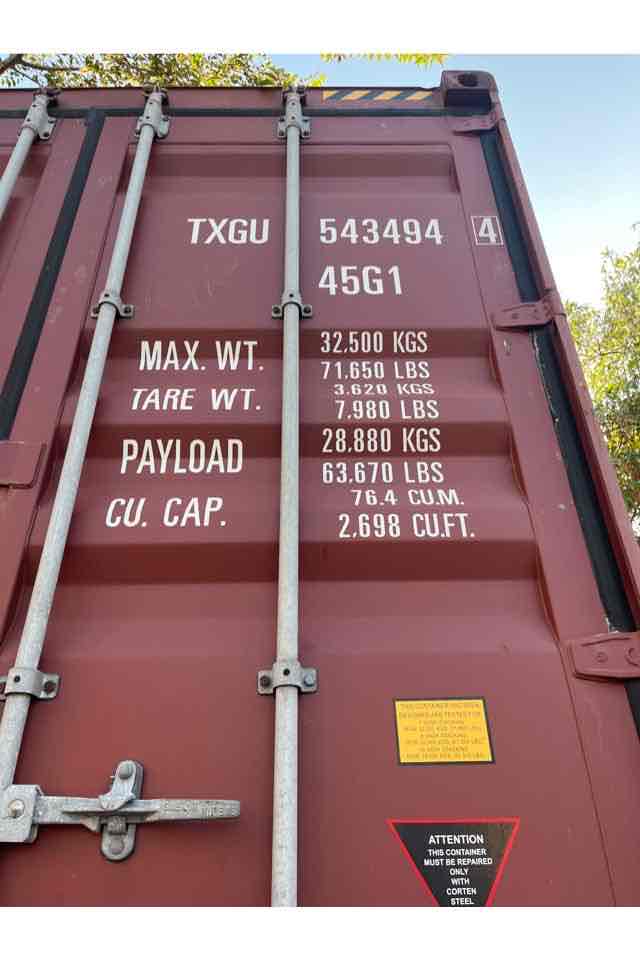 TXGU 543494 4
45G1
MAX. WT. 32,500 KGS
71,650 LBS
TARE WT. 3.620 KGS
7,980 LBS
PAYLOAD 28,880 KGS
63,670 LBS
CU. CAP. 76.4 CU.M.
2,698 CU.FT.
ATTENTION
THIS CONTAINER
MUST BE REPAIRED
ONLY
WITH
CORTEN
STEEL